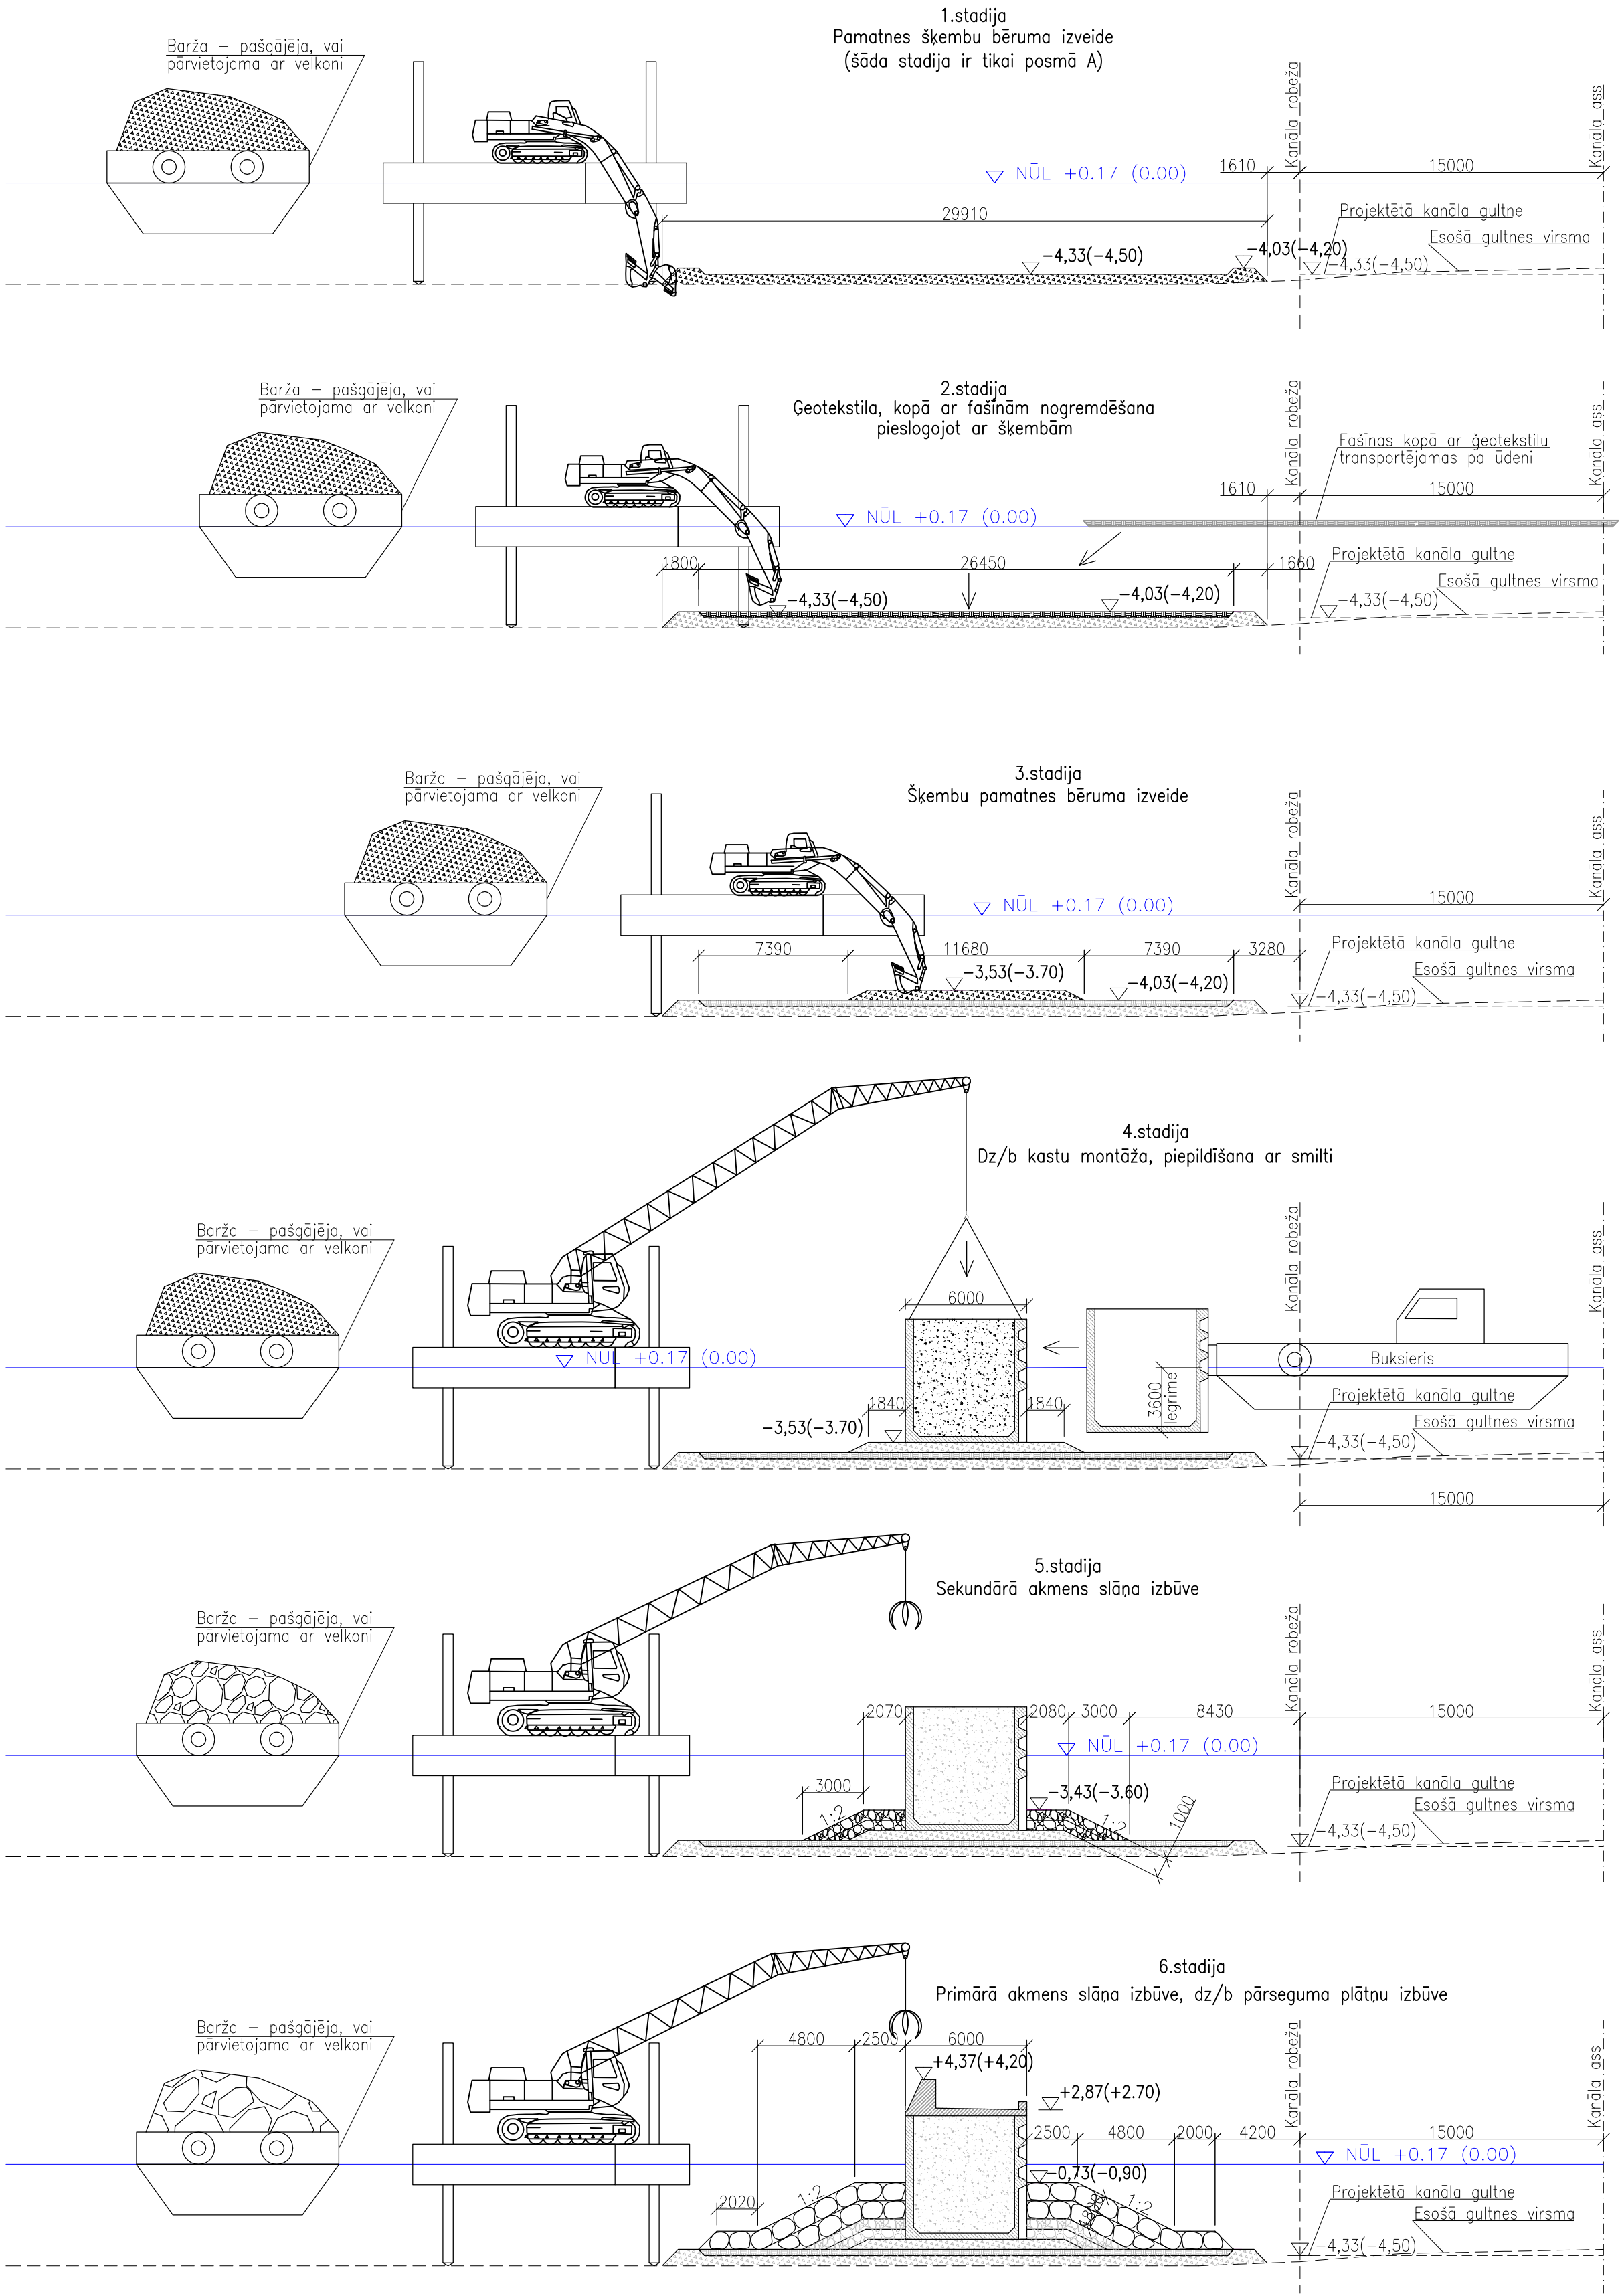 1.stadija
Pamatnes šķembu bēruma izveide
(šāda stadija ir tikai posmā A)
Barža – pašgājēja, vai
pārvietojama ar velkoni
Kanāla robeža
Kanāla ass
1610
15000
NŪL +0.17 (0.00)
29910
Projektētā kanāla gultne
Esošā gultnes virsma
-4,33(-4,50)
-4,03(-4,20)
-4,33(-4,50)
2.stadija
Ģeotekstila, kopā ar fašīnām nogremdēšana
pieslogojot ar šķembām
Barža – pašgājēja, vai
pārvietojama ar velkoni
Kanāla robeža
Kanāla ass
Fašīnas kopā ar ģeotekstilu
transportējamas pa ūdeni
1610
15000
NŪL +0.17 (0.00)
1800
26450
1660
Projektētā kanāla gultne
Esošā gultnes virsma
-4,33(-4,50)
-4,03(-4,20)
-4,33(-4,50)
3.stadija
Šķembu pamatnes bēruma izveide
Barža – pašgājēja, vai
pārvietojama ar velkoni
Kanāla robeža
Kanāla ass
15000
NŪL +0.17 (0.00)
7390
11680
7390
3280
Projektētā kanāla gultne
Esošā gultnes virsma
-3,53(-3.70)
-4,03(-4,20)
-4,33(-4,50)
4.stadija
Dz/b kastu montāža, piepildīšana ar smilti
Barža – pašgājēja, vai
pārvietojama ar velkoni
Kanāla robeža
Kanāla ass
6000
NŪL +0.17 (0.00)
Buksieris
3600
Iegrime
1840
1840
-3,53(-3.70)
Projektētā kanāla gultne
Esošā gultnes virsma
-4,33(-4,50)
15000
5.stadija
Sekundārā akmens slāņa izbūve
Barža – pašgājēja, vai
pārvietojama ar velkoni
Kanāla robeža
Kanāla ass
2070
2080
3000
8430
15000
NŪL +0.17 (0.00)
3000
-3,43(-3.60)
1:2
1:2
1000
Projektētā kanāla gultne
Esošā gultnes virsma
-4,33(-4,50)
6.stadija
Primārā akmens slāņa izbūve, dz/b pārseguma plātņu izbūve
Barža – pašgājēja, vai
pārvietojama ar velkoni
Kanāla robeža
Kanāla ass
4800
2500
6000
+4,37(+4,20)
+2,87(+2.70)
2500
4800
2000
4200
15000
NŪL +0.17 (0.00)
-0,73(-0,90)
2020
1:2
1:2
Projektētā kanāla gultne
Esošā gultnes virsma
-4,33(-4,50)